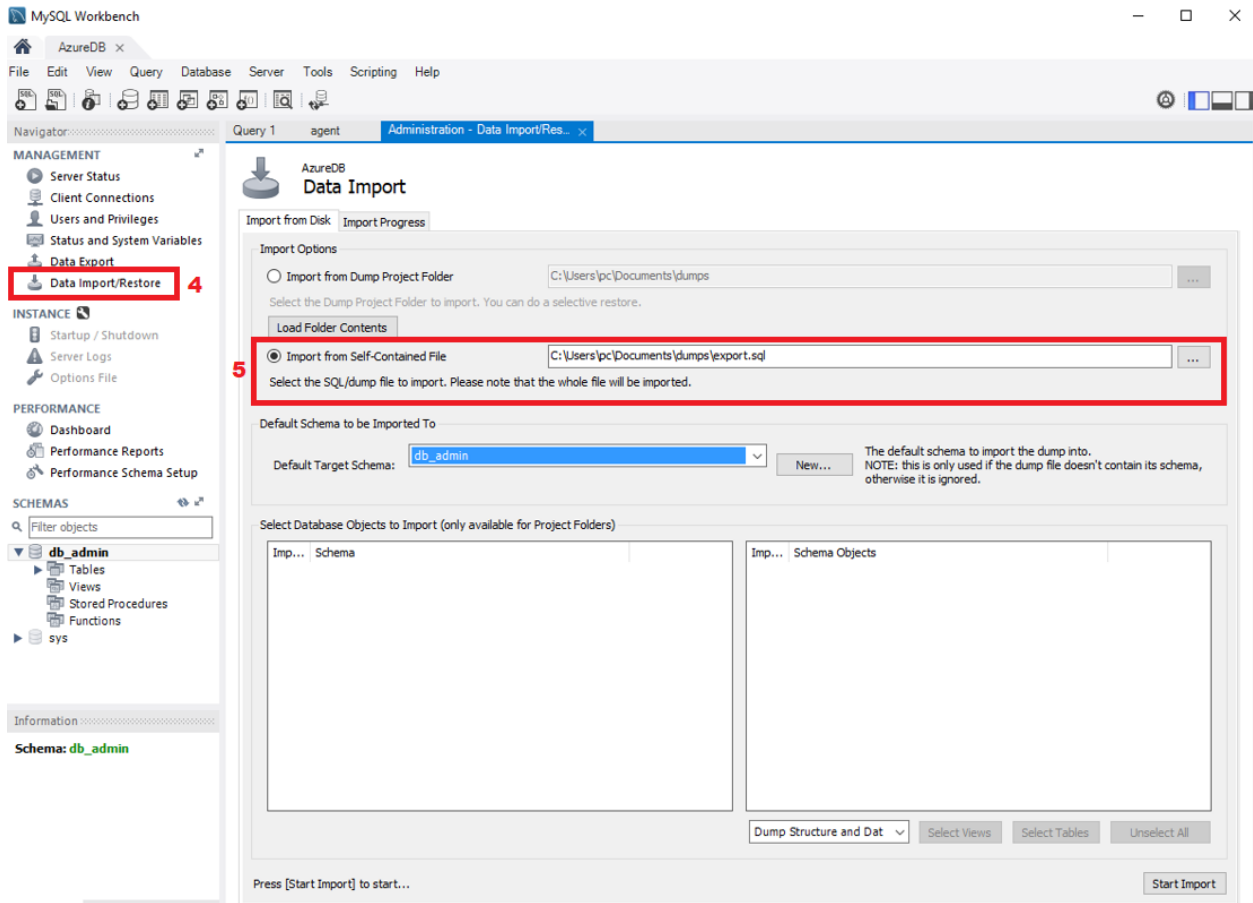 MySQL Workbench
AzureDB
File Edit View Query Database Server Tools Scripting Help
Navigator
MANAGEMENT
Server Status
Client Connections
Users and Privileges
Status and System Variables
Data Export
Data Import/Restore
4
INSTANCE
Startup / Shutdown
Server Logs
Options File
PERFORMANCE
Dashboard
Performance Reports
Performance Schema Setup
SCHEMAS
Filter objects
db_admin
Tables
Views
Stored Procedures
Functions
sys
Information
Schema: db_admin
Query 1 agent Administration - Data Import/Res...
AzureDB
Data Import
Import from Disk Import Progress
Import Options
Import from Dump Project Folder C:\Users\pc\Documents\dumps ...
Select the Dump Project Folder to import. You can do a selective restore.
Load Folder Contents
5
Import from Self-Contained File C:\Users\pc\Documents\dumps\export.sql ...
Select the SQL/dump file to import. Please note that the whole file will be imported.
Default Schema to be Imported To
Default Target Schema: db_admin New...
The default schema to import the dump into.
NOTE: this is only used if the dump file doesn't contain its schema,
otherwise it is ignored.
Select Database Objects to Import (only available for Project Folders)
Imp... Schema
Imp... Schema Objects
Dump Structure and Dat Select Views Select Tables Unselect All
Press [Start Import] to start... Start Import